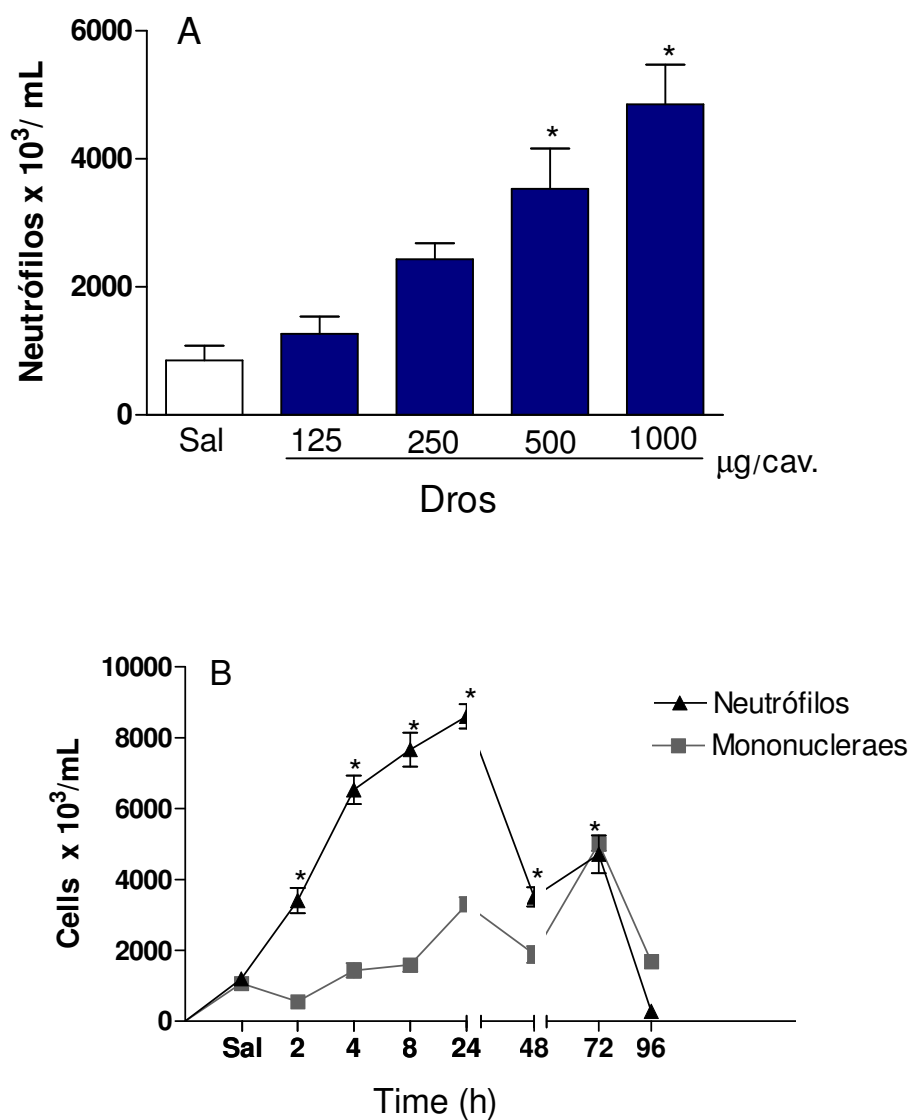 A
Neutrófilos x 10³/ mL
6000
4000
2000
0
*
*
Sal 125 250 500 1000
µg/cav.
Dros
B
Cells x 10³/mL
10000
8000
6000
4000
2000
0
* * * * * *
Neutrófilos
Mononucleraes
Sal 2 4 8 24 48 72 96
Time (h)